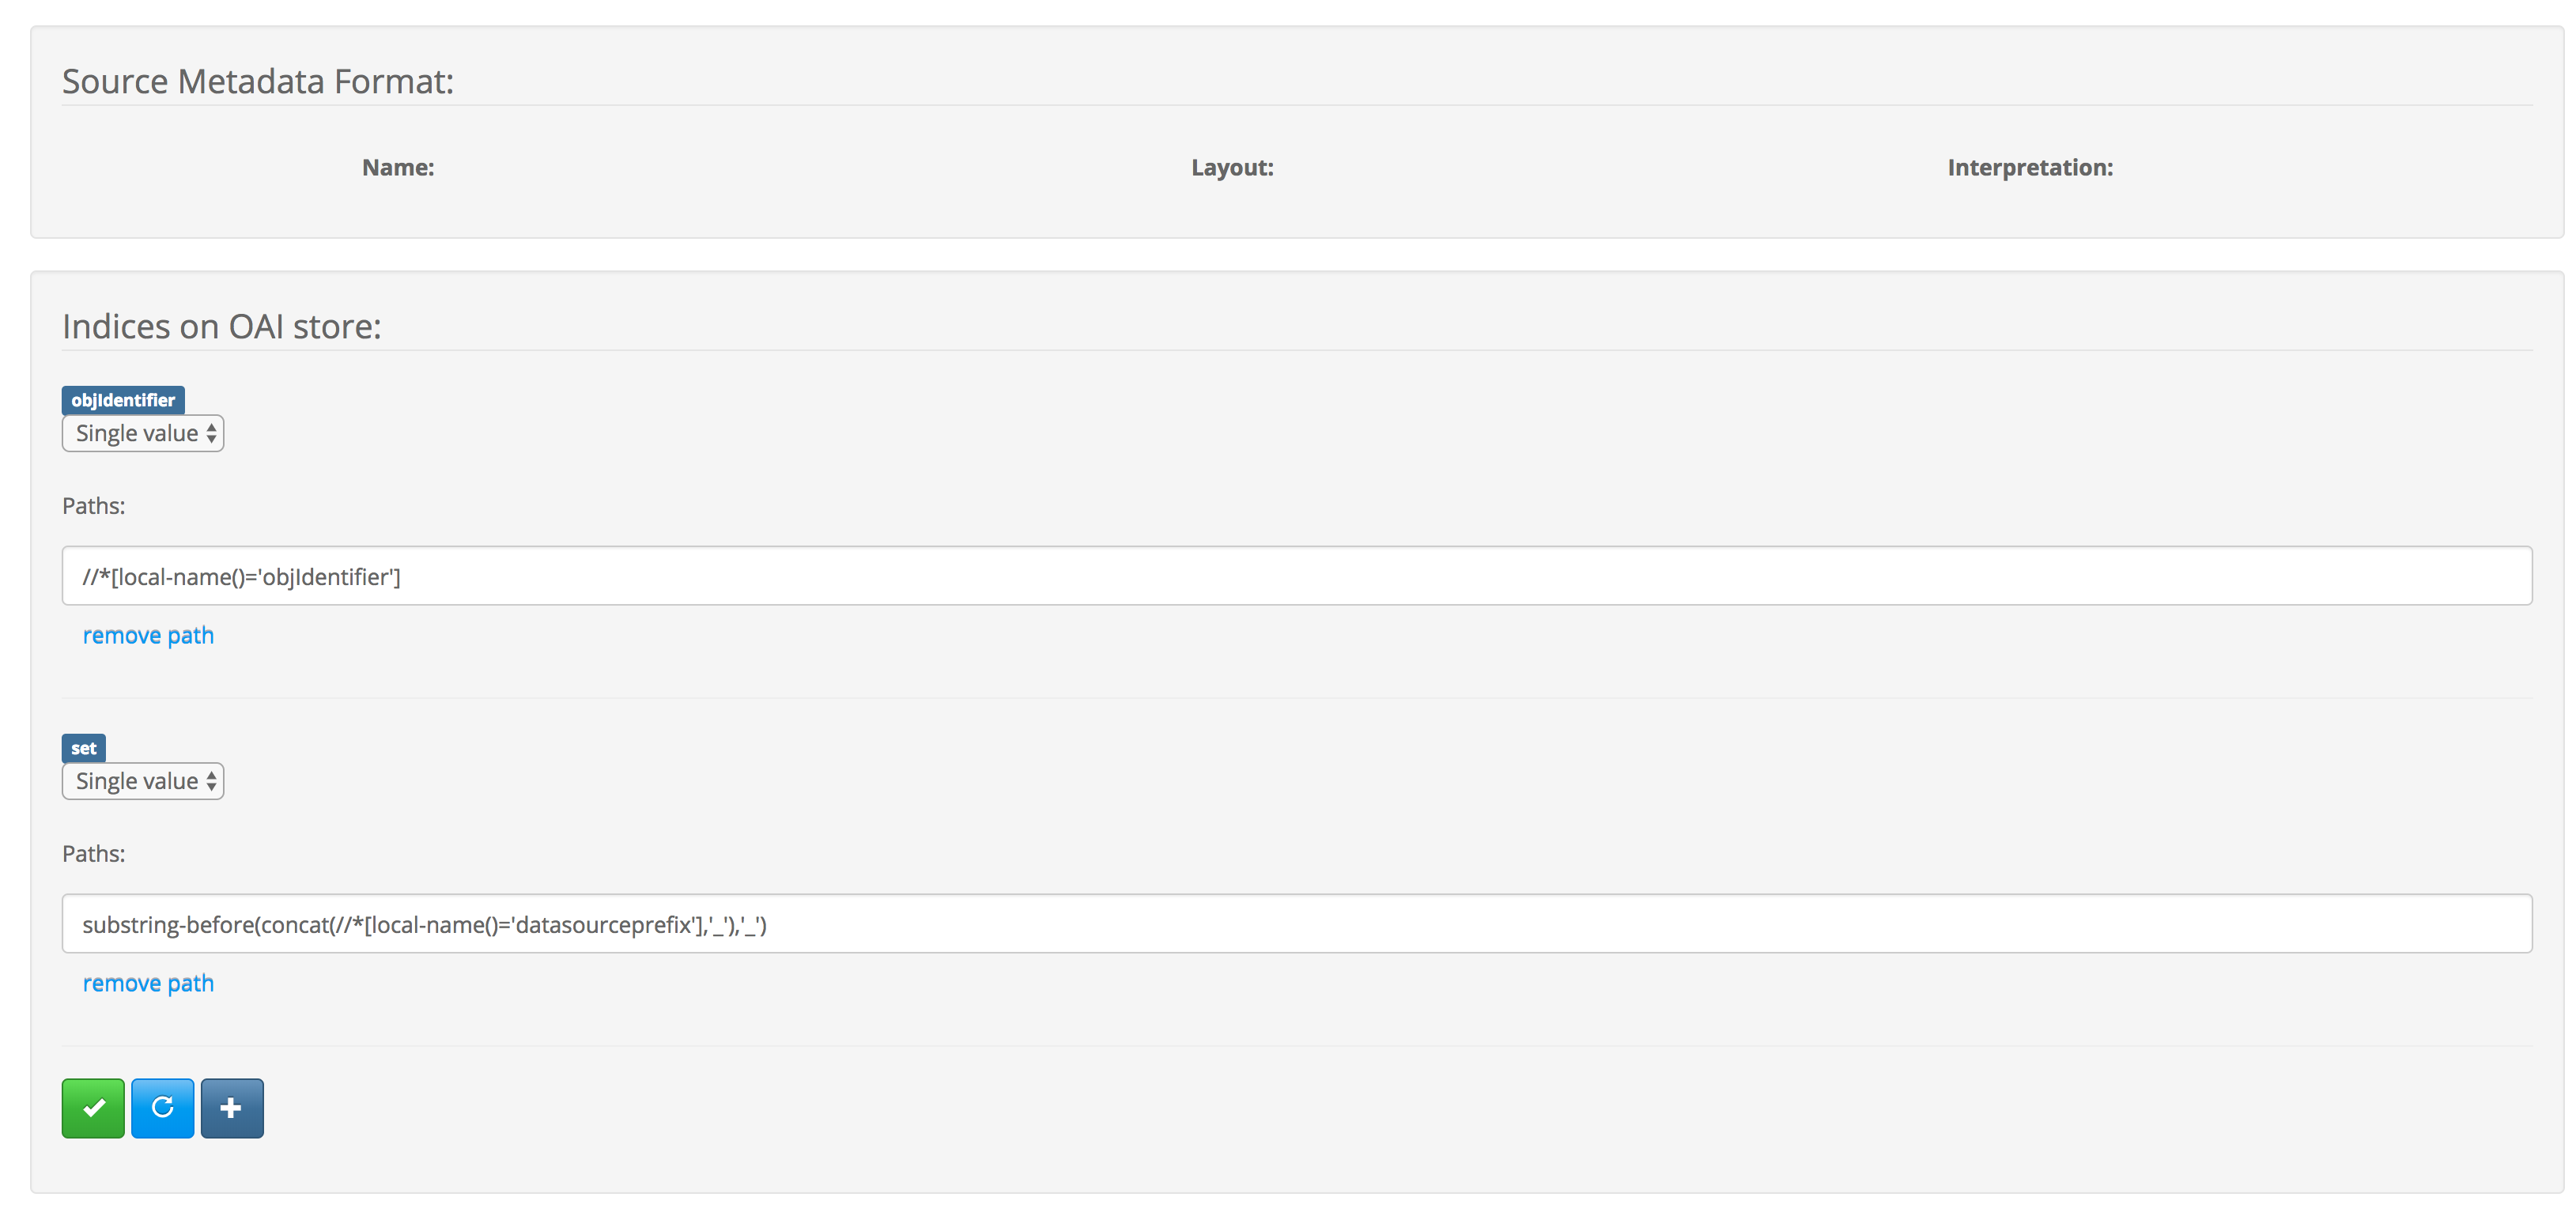 Source Metadata Format:
Name: Layout: Interpretation:
Indices on OAI store:
objIdentifier
Single value
Paths:
//*[local-name()='objIdentifier']
remove path
set
Single value
Paths:
substring-before(concat(//*[local-name()='datasourceprefix'],'_'),'_')
remove path